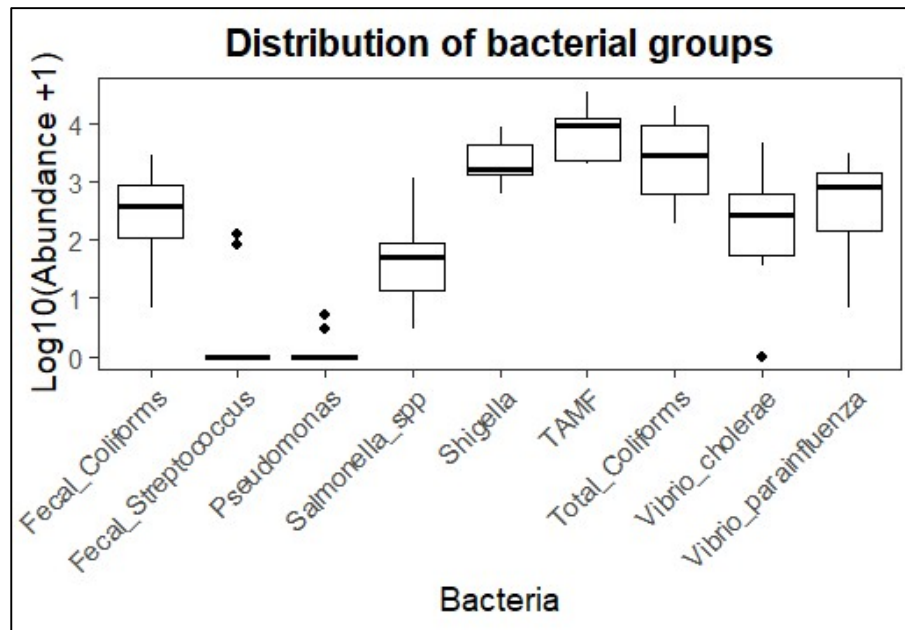 Distribution of bacterial groups
Log10(Abundance +1)
4
3
2
1
0
Fecal_Coliforms
Fecal_Streptococcus
Pseudomonas
Salmonella_spp
Shigella
TAMF
Total_Coliforms
Vibrio_cholerae
Vibrio_parainfluenza
Bacteria